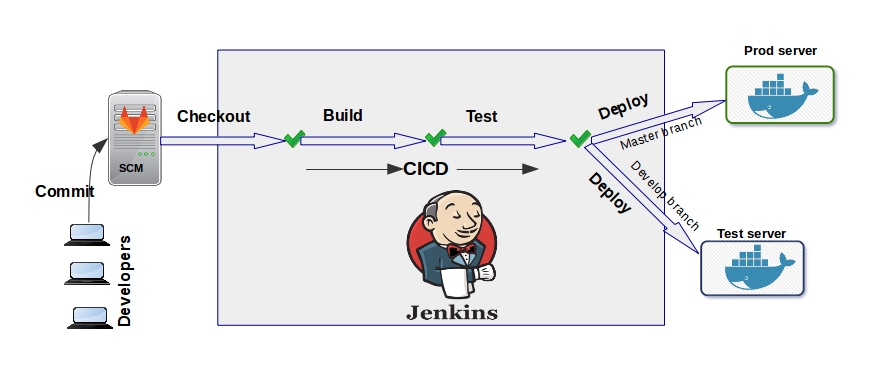 Prod server
Checkout
Build
Test
Deploy
Master branch
SCM
CICD
Commit
Develop branch
Deploy
Test server
Developers
Jenkins